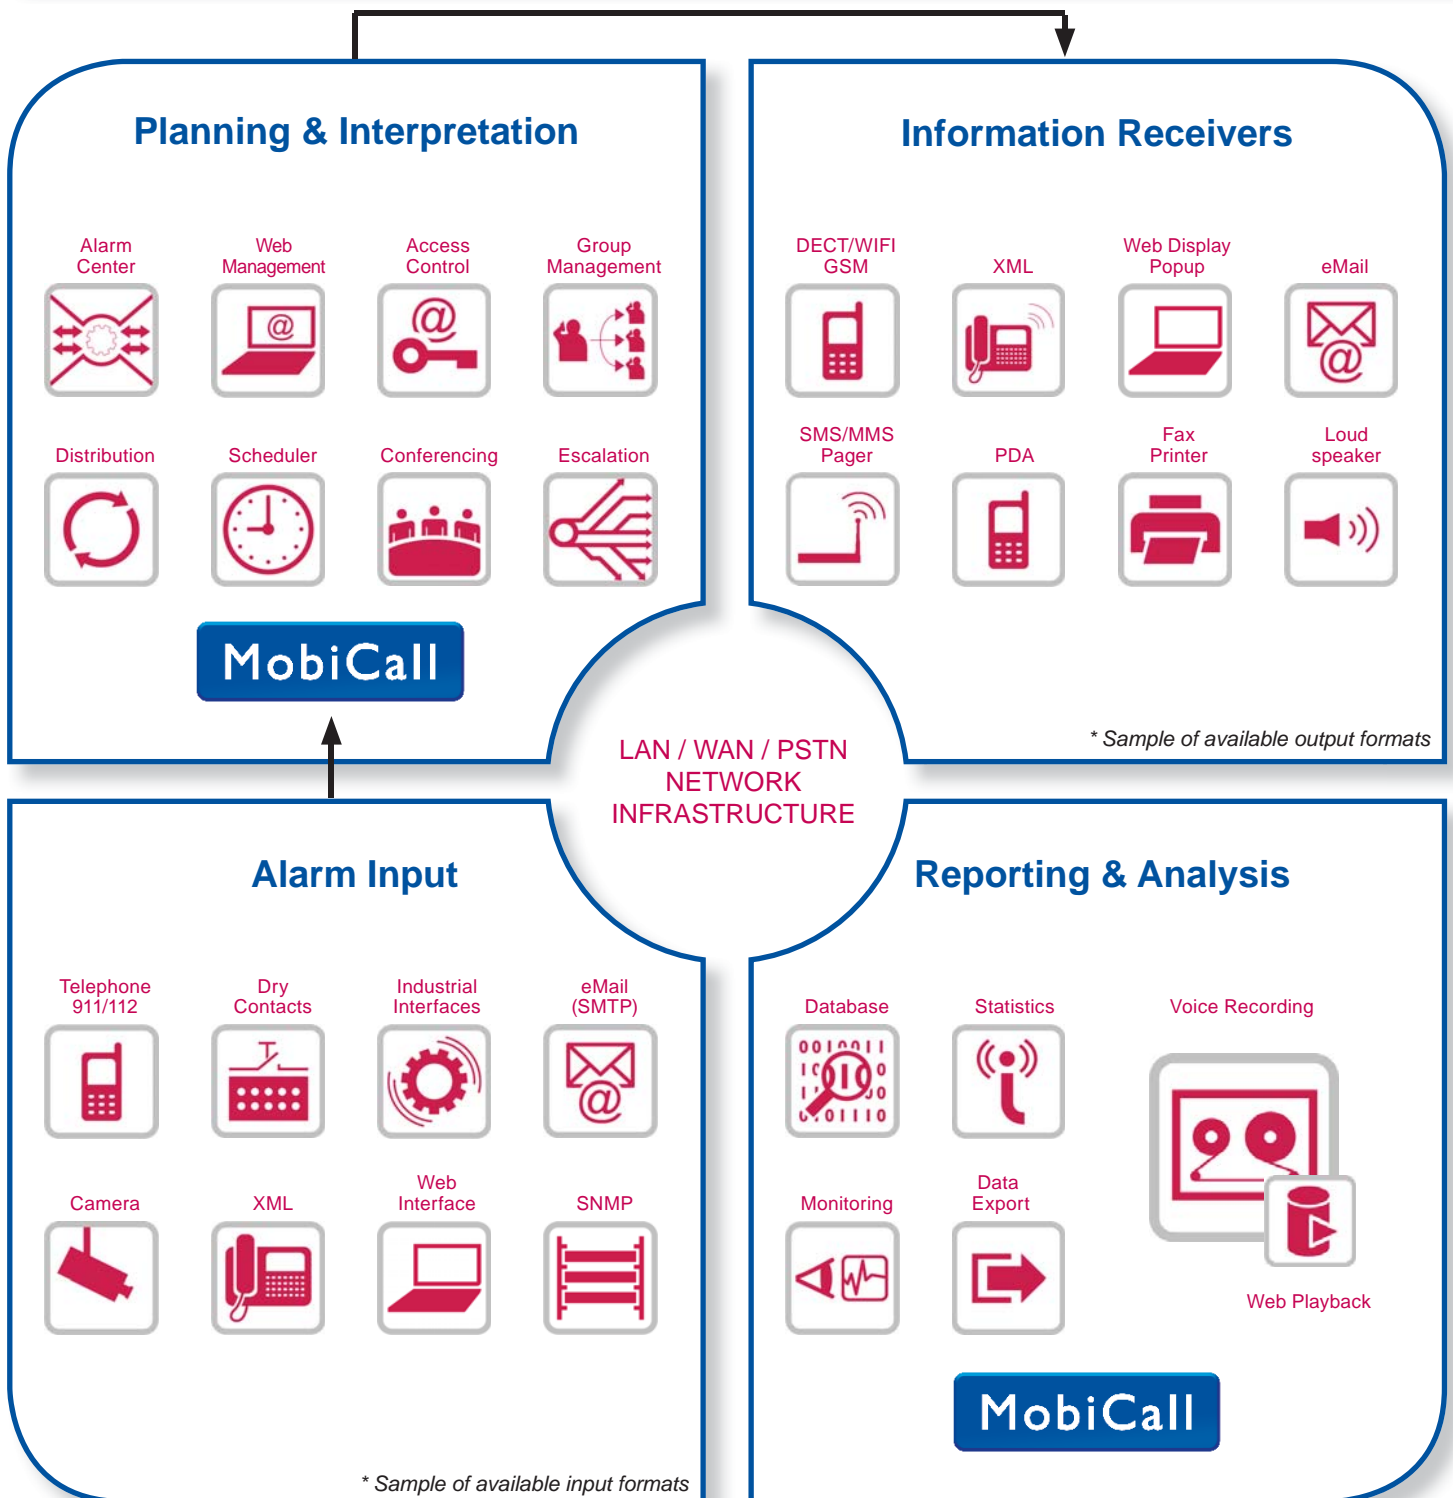 Planning & Interpretation
Alarm
Center
Web
Management
Access
Control
Group
Management
@
@
Distribution
Scheduler
Conferencing
Escalation
MobiCall
Information Receivers
DECT/WIFI
GSM
XML
Web Display
Popup
eMail
@
SMS/MMS
Pager
PDA
Fax
Printer
Loud
speaker
* Sample of available output formats
LAN / WAN / PSTN
NETWORK
INFRASTRUCTURE
Alarm Input
Telephone
911/112
Dry
Contacts
Industrial
Interfaces
eMail
(SMTP)
@
Camera
XML
Web
Interface
SNMP
* Sample of available input formats
Reporting & Analysis
Database
Statistics
Voice Recording
Monitoring
Data
Export
Web Playback
MobiCall